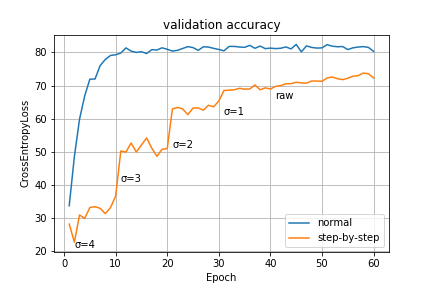 validation accuracy
CrossEntropyLoss
80
70
60
50
40
30
20
raw
σ=1
σ=2
σ=3
σ=4
normal
step-by-step
0
10
20
30
40
50
60
Epoch